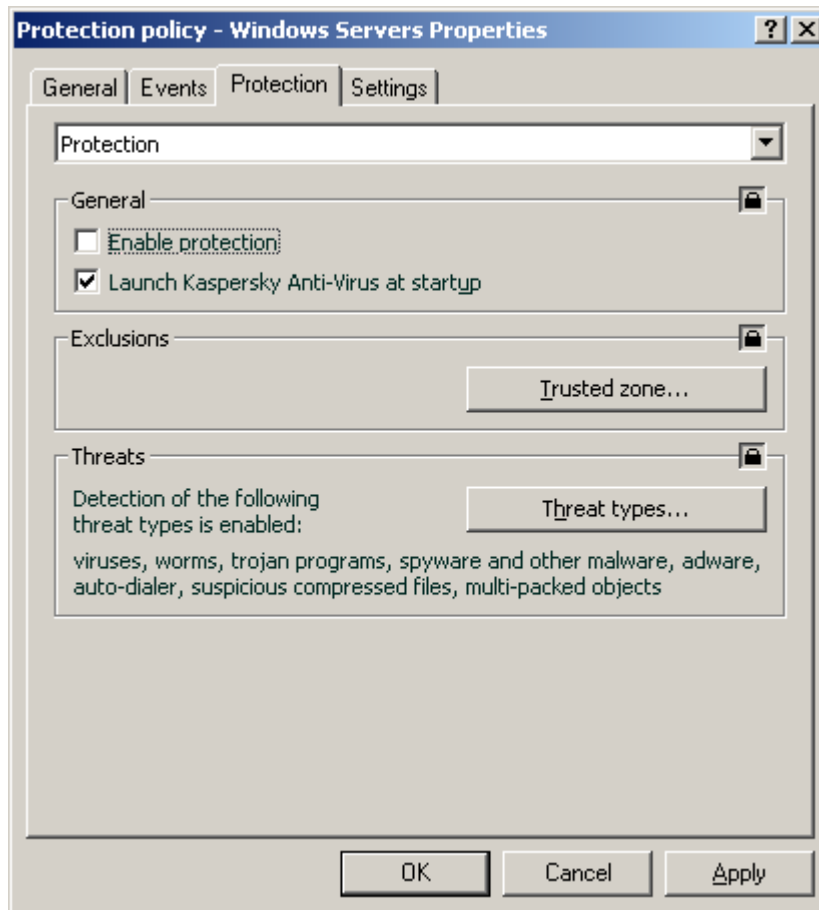 Protection policy - Windows Servers Properties
General Events Protection Settings
Protection
General
Enable protection
Launch Kaspersky Anti-Virus at startup
Exclusions
Trusted zone...
Threats
Detection of the following
threat types is enabled:
Threat types...
viruses, worms, trojan programs, spyware and other malware, adware,
auto-dialer, suspicious compressed files, multi-packed objects
OK Cancel Apply